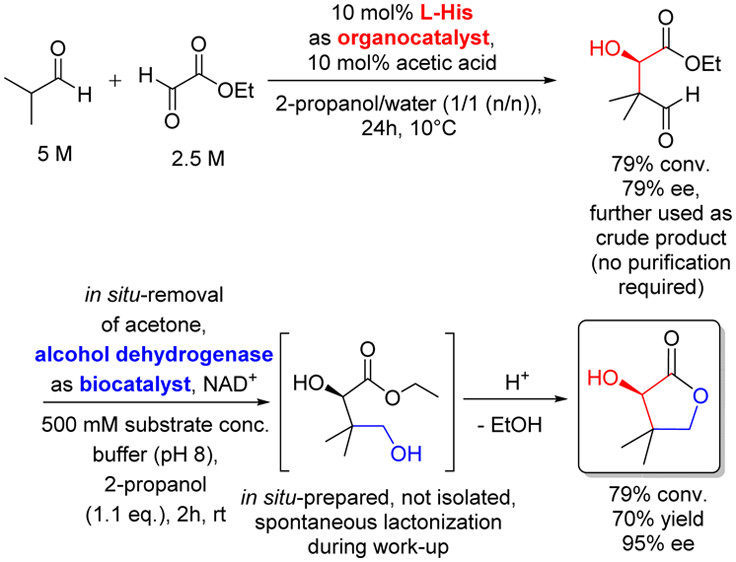 10 mol% L-His
as organocatalyst,
10 mol% acetic acid
2-propanol/water (1/1 (n/n)),
24h, 10°C
O
H
+
H
O
O
OEt
5 M
2.5 M
HO
O
OEt
H
O
79% conv.
79% ee,
further used as
crude product
(no purification
required)
in situ-removal
of acetone,
alcohol dehydrogenase
as biocatalyst, NAD⁺
500 mM substrate conc.
buffer (pH 8),
2-propanol
(1.1 eq.), 2h, rt
HO
O
O
OH
in situ-prepared, not isolated,
spontaneous lactonization
during work-up
H⁺
- EtOH
HO
O
O
79% conv.
70% yield
95% ee